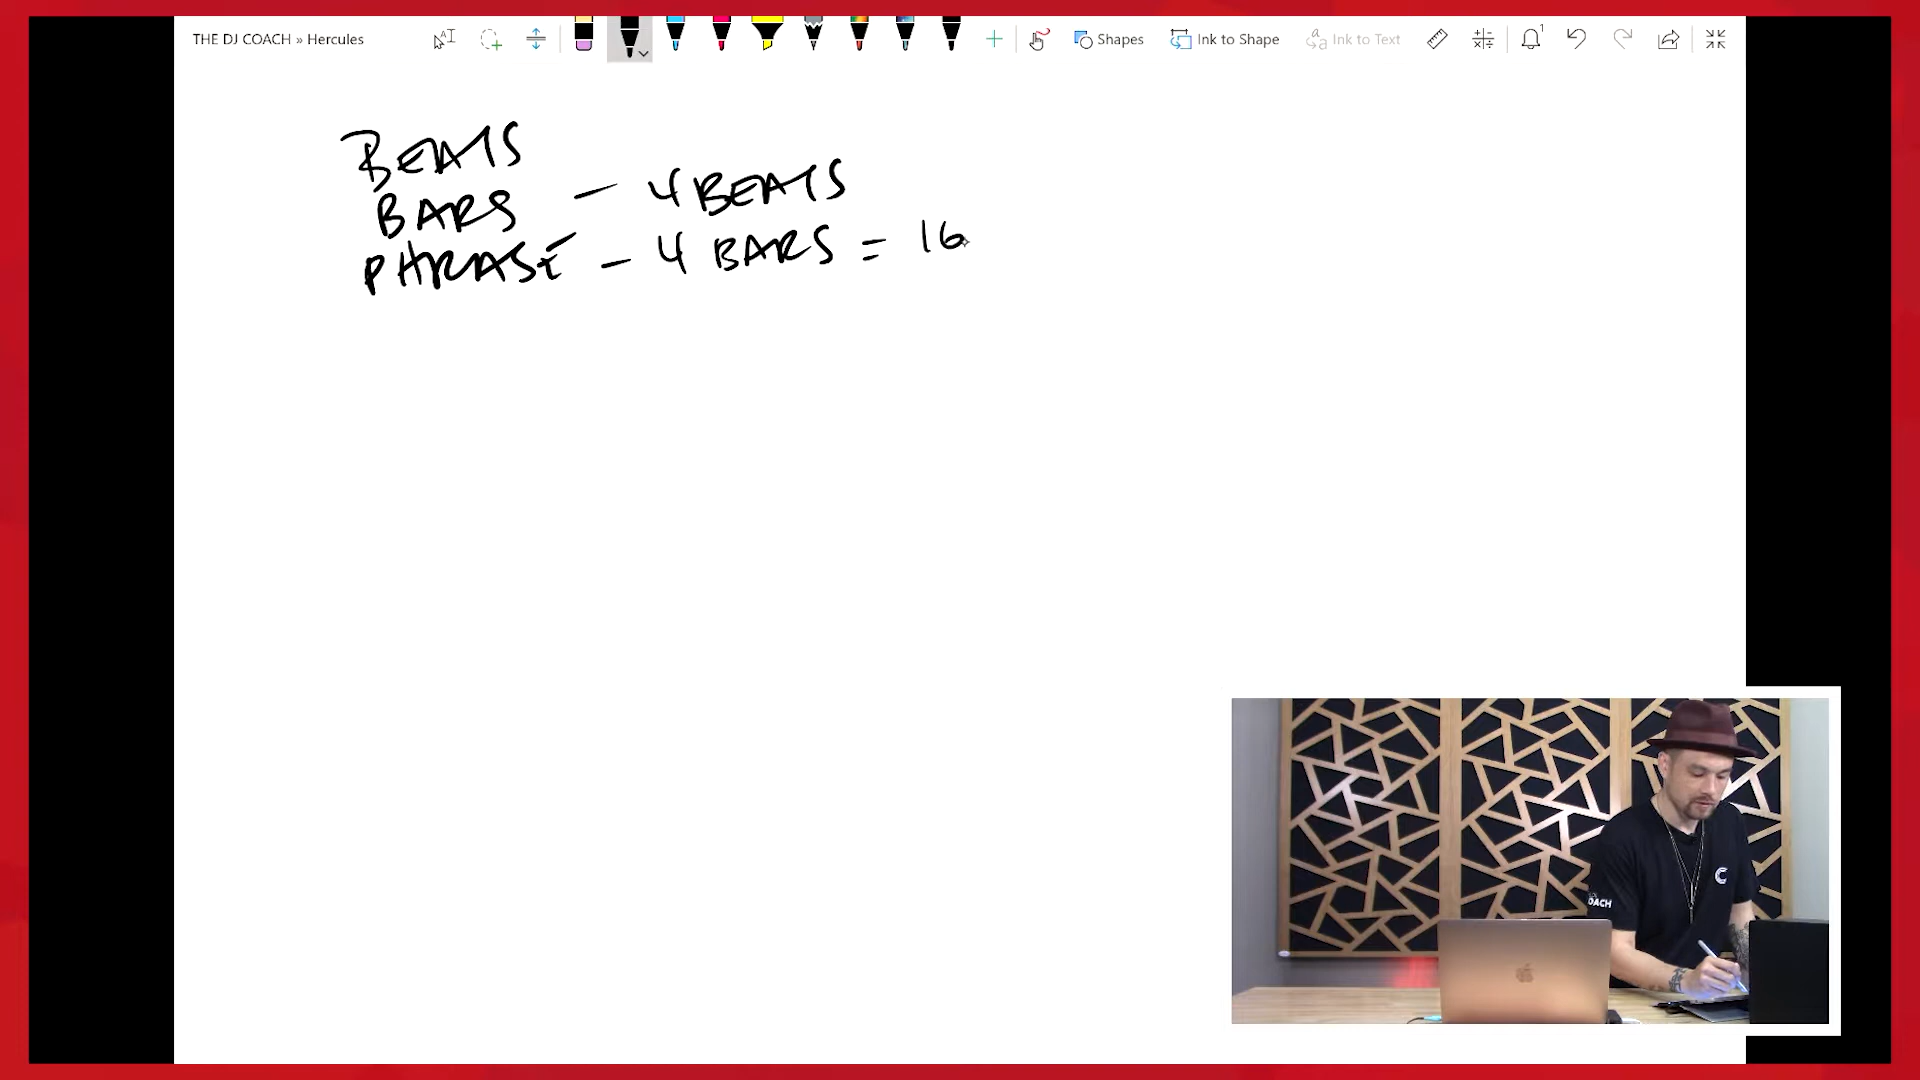 THE DJ COACH » Hercules
Shapes
Ink to Shape
Ink to Text
BEATS
BARS – 4 BEATS
PHRASE – 4 BARS = 16
C
OACH